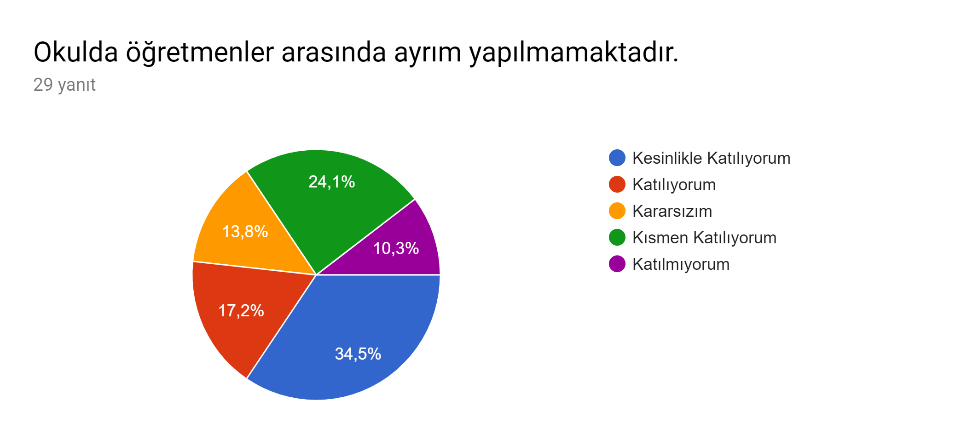 Okulda öğretmenler arasında ayrım yapılmamaktadır.
29 yanıt
24,1%
13,8%
10,3%
17,2%
34,5%
Kesinlikle Katılıyorum
Katılıyorum
Kararsızım
Kısmen Katılıyorum
Katılmıyorum